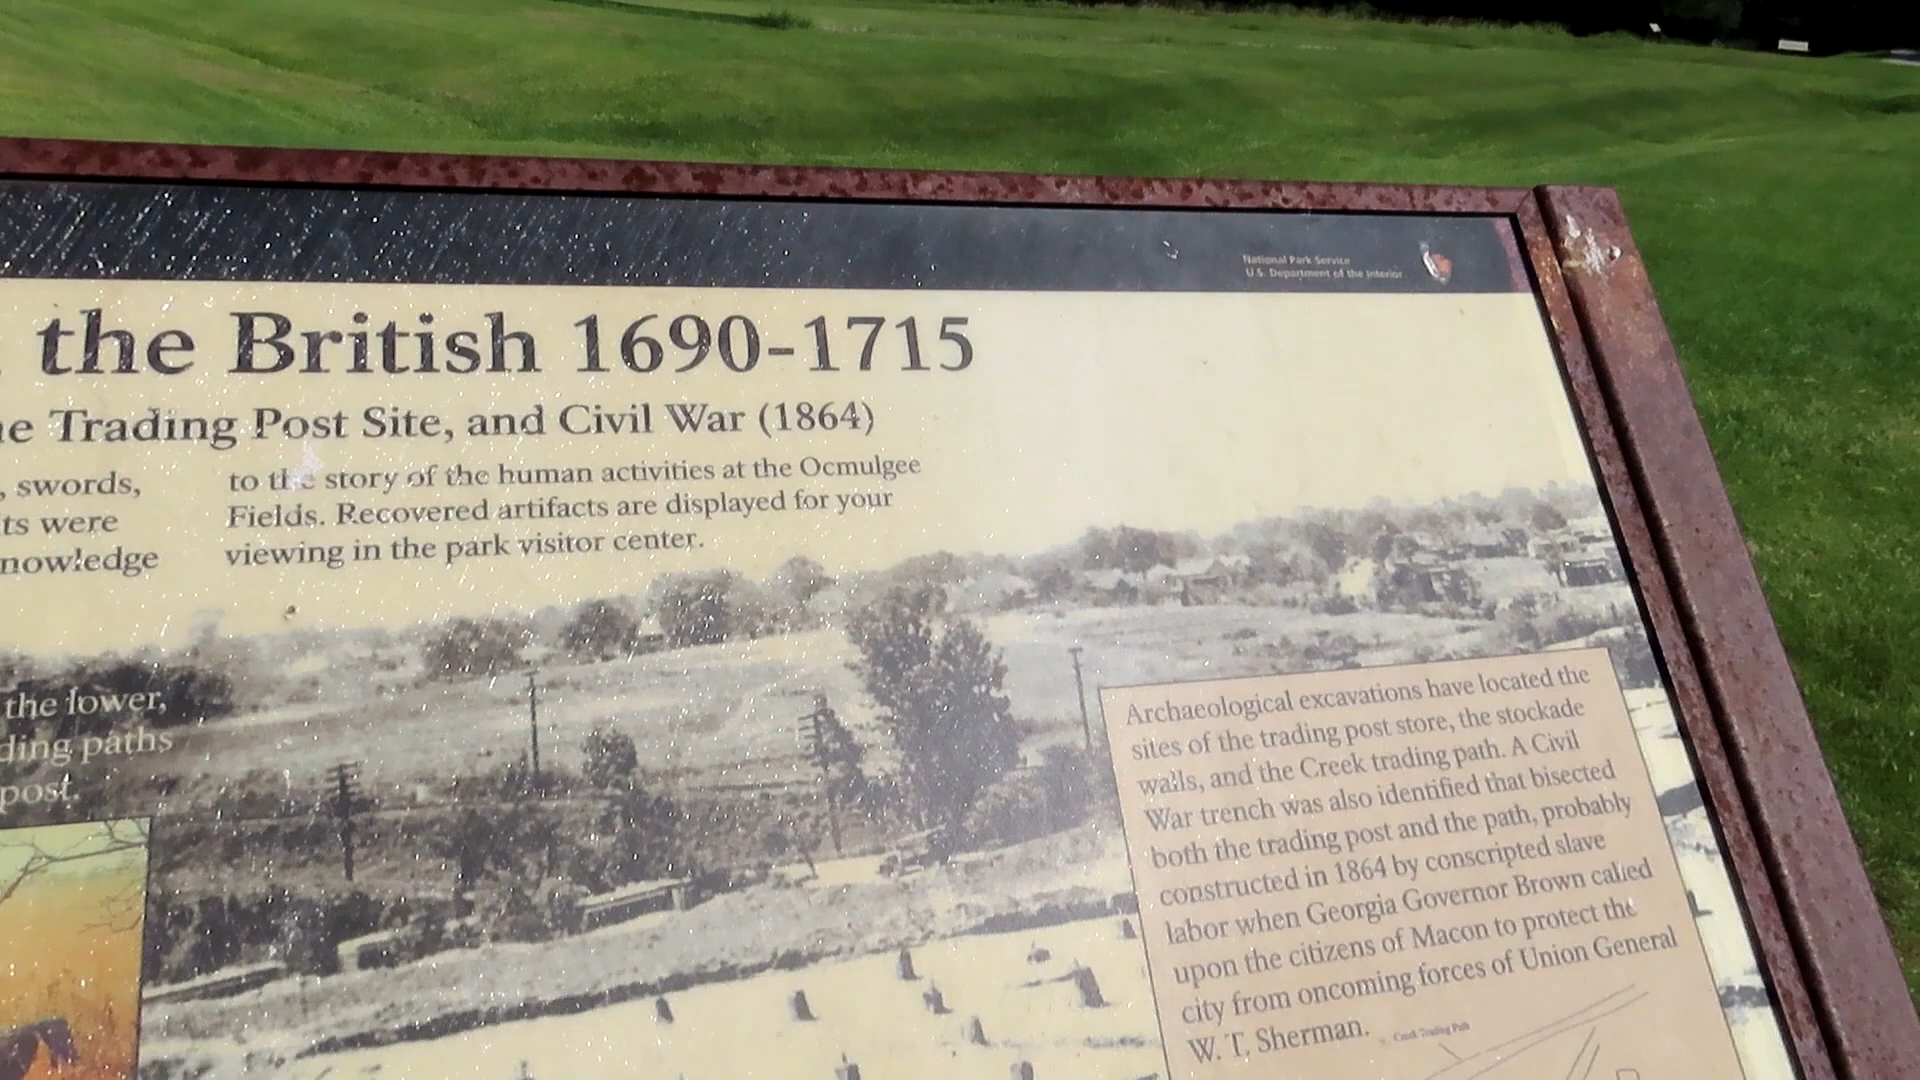 National Park Service
U.S. Department of the Interior
the British 1690-1715
Trading Post Site, and Civil War (1864)
, swords,
ts were
nowledge
to the story of the human activities at the Ocmulgee
Fields. Recovered artifacts are displayed for your
viewing in the park visitor center.
the lower,
ding paths
post.
Archaeological excavations have located the
sites of the trading post store, the stockade
walls, and the Creek trading path. A Civil
War trench was also identified that bisected
both the trading post and the path, probably
constructed in 1864 by conscripted slave
labor when Georgia Governor Brown called
upon the citizens of Macon to protect the
city from oncoming forces of Union General
W. T. Sherman.
Creek Trading Path